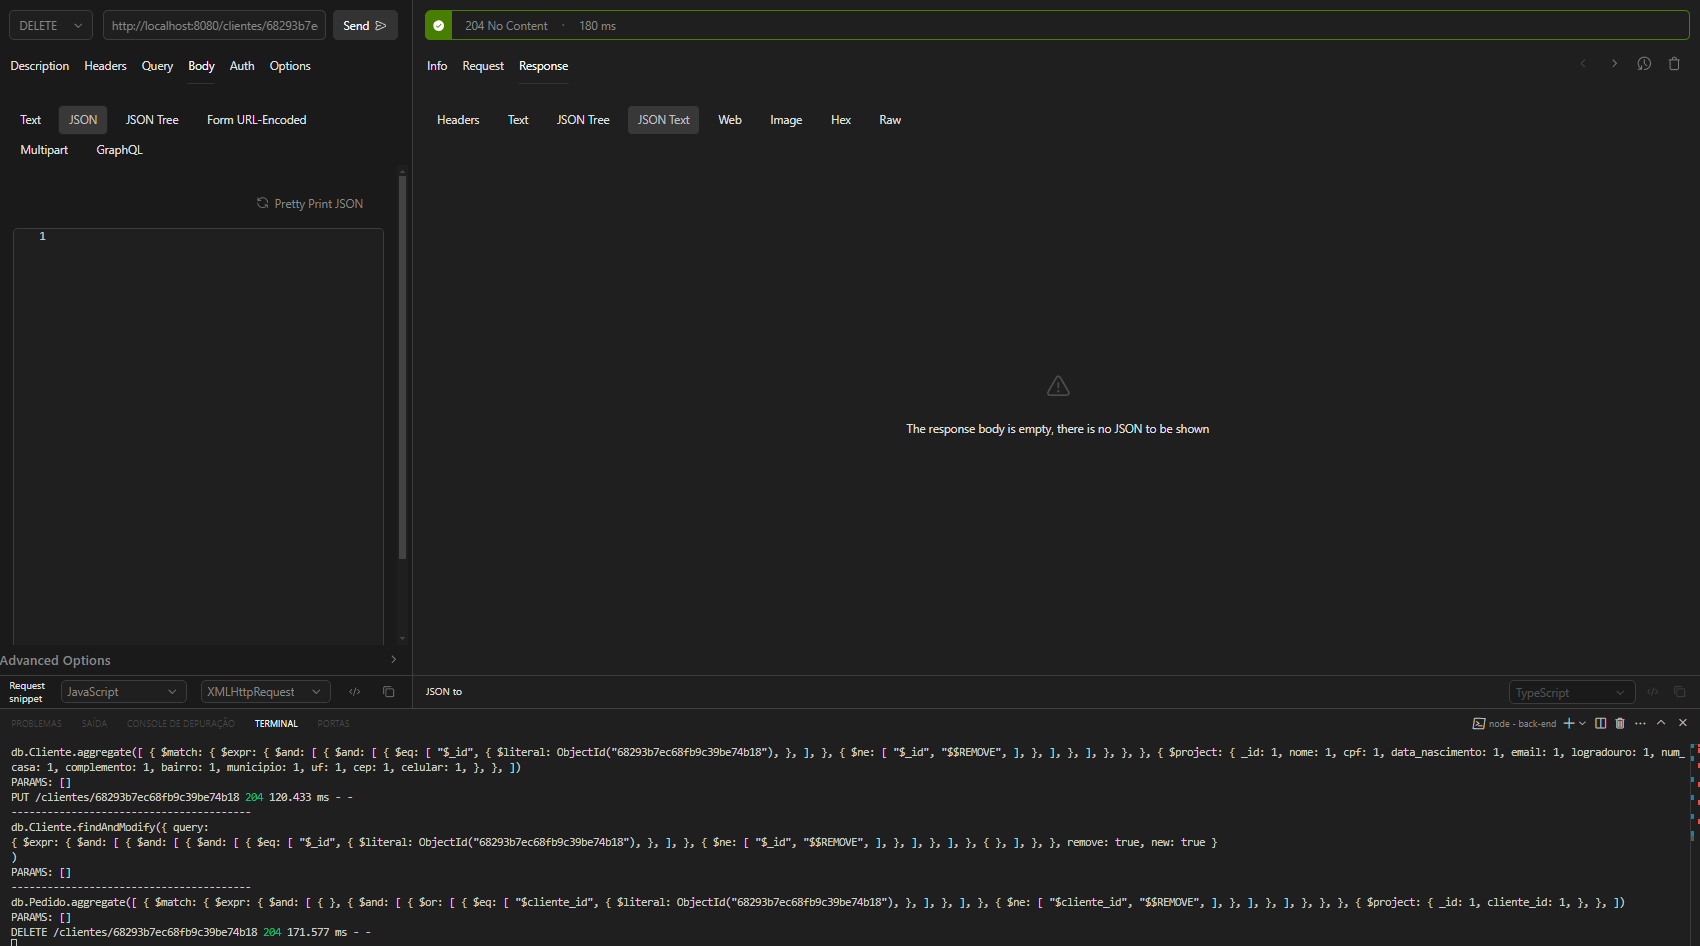 DELETE
http://localhost:8080/clientes/68293b7e
Send
204 No Content · 180 ms
Description Headers Query Body Auth Options
Info Request Response
Text JSON JSON Tree Form URL-Encoded
Multipart GraphQL
Headers Text JSON Tree JSON Text Web Image Hex Raw
Pretty Print JSON
1
The response body is empty, there is no JSON to be shown
Advanced Options
Request
snippet
JavaScript
XMLHttpRequest
JSON to
TypeScript
PROBLEMAS SAÍDA CONSOLE DE DEPURAÇÃO TERMINAL PORTAS
node - back-end
db.Cliente.aggregate([ { $match: { $expr: { $and: [ { $and: [ { $eq: [ "$_id", { $literal: ObjectId("68293b7ec68fb9c39be74b18"), }, ], }, { $ne: [ "$_id", "$$REMOVE", ], }, ], }, ], }, }, }, { $project: { _id: 1, nome: 1, cpf: 1, data_nascimento: 1, email: 1, logradouro: 1, num_
casa: 1, complemento: 1, bairro: 1, municipio: 1, uf: 1, cep: 1, celular: 1, }, }, ])
PARAMS: []
PUT /clientes/68293b7ec68fb9c39be74b18 204 120.433 ms - -
----------------------------------------
db.Cliente.findAndModify({ query:
{ $expr: { $and: [ { $and: [ { $and: [ { $eq: [ "$_id", { $literal: ObjectId("68293b7ec68fb9c39be74b18"), }, ], }, { $ne: [ "$_id", "$$REMOVE", ], }, ], }, ], }, { }, ], }, }, remove: true, new: true }
)
PARAMS: []
----------------------------------------
db.Pedido.aggregate([ { $match: { $expr: { $and: [ { }, { $and: [ { $or: [ { $eq: [ "$cliente_id", { $literal: ObjectId("68293b7ec68fb9c39be74b18"), }, ], }, ], }, { $ne: [ "$cliente_id", "$$REMOVE", ], }, ], }, ], }, }, }, { $project: { _id: 1, cliente_id: 1, }, }, ])
PARAMS: []
DELETE /clientes/68293b7ec68fb9c39be74b18 204 171.577 ms - -